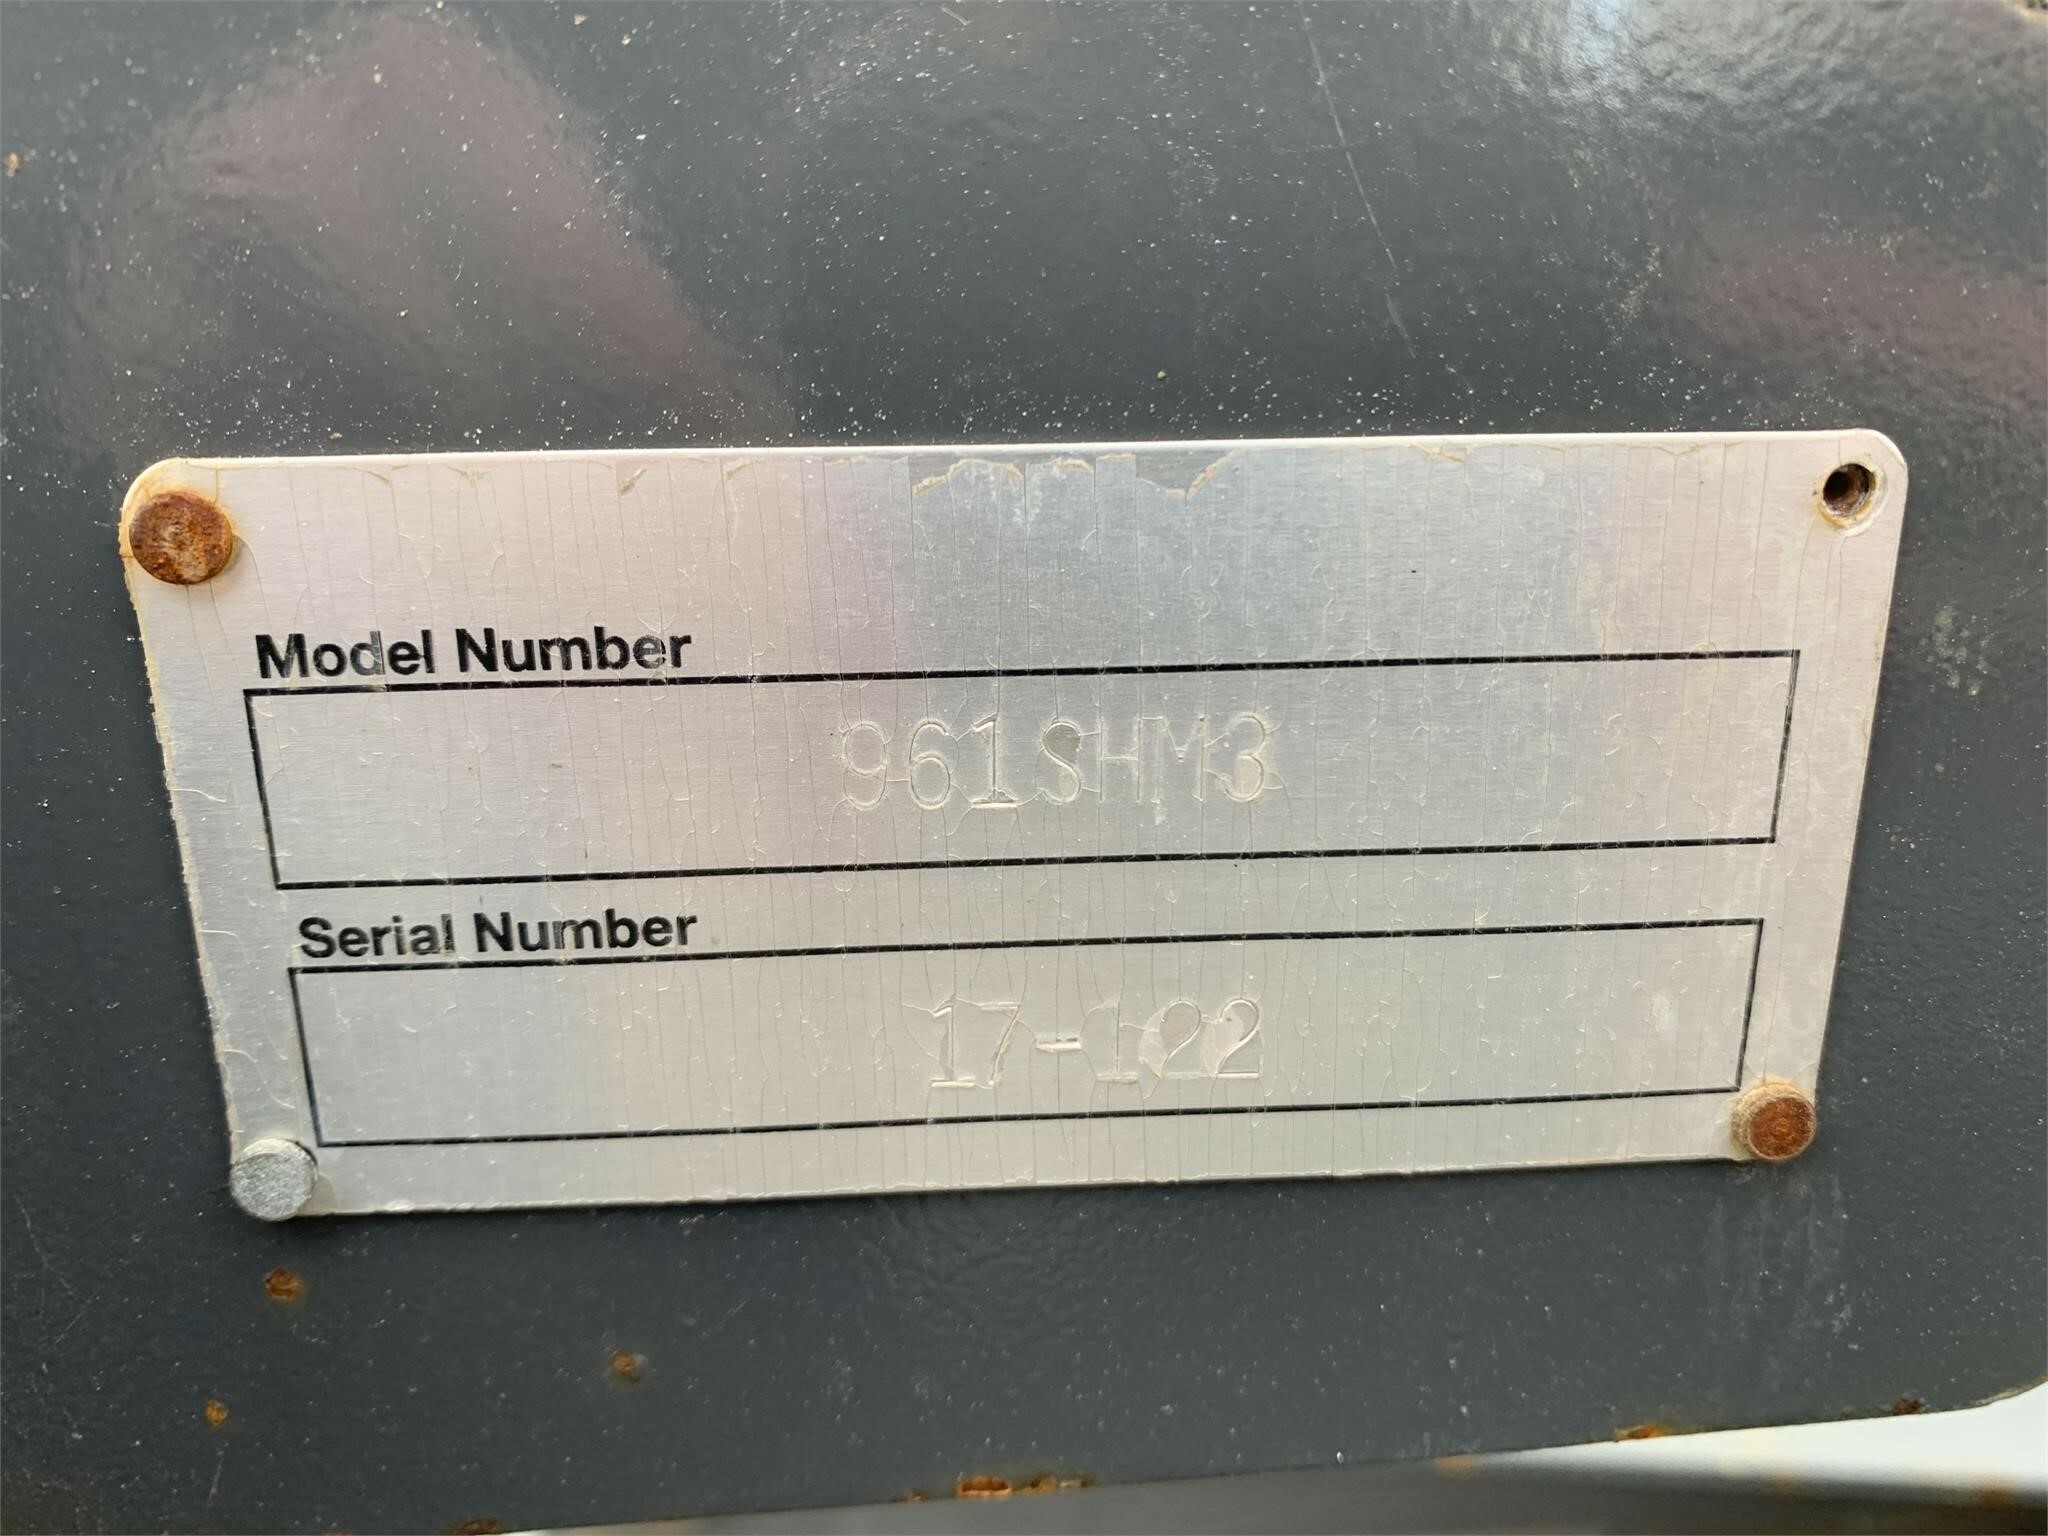 Model Number
961SHM3
Serial Number
17-122